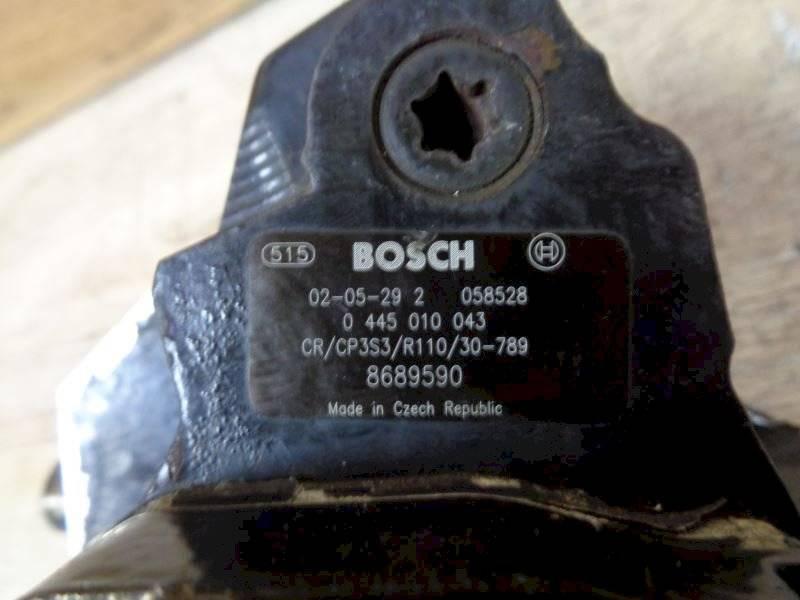 515 BOSCH
02-05-29 2 058528
0 445 010 043
CR/CP3S3/R110/30-789
8689590
Made in Czech Republic